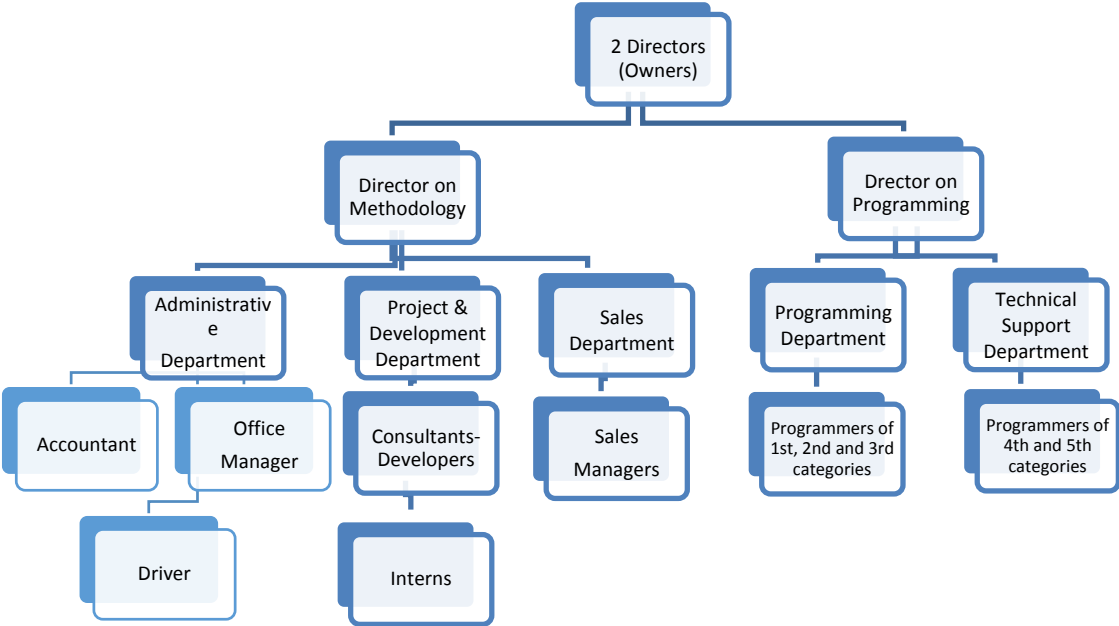 2 Directors
(Owners)
Director on
Methodology
Drector on
Programming
Administrativ
e
Department
Project &
Development
Department
Sales
Department
Programming
Department
Technical
Support
Department
Accountant
Office
Manager
Consultants-
Developers
Sales
Managers
Programmers of
1st, 2nd and 3rd
categories
Programmers of
4th and 5th
categories
Driver
Interns